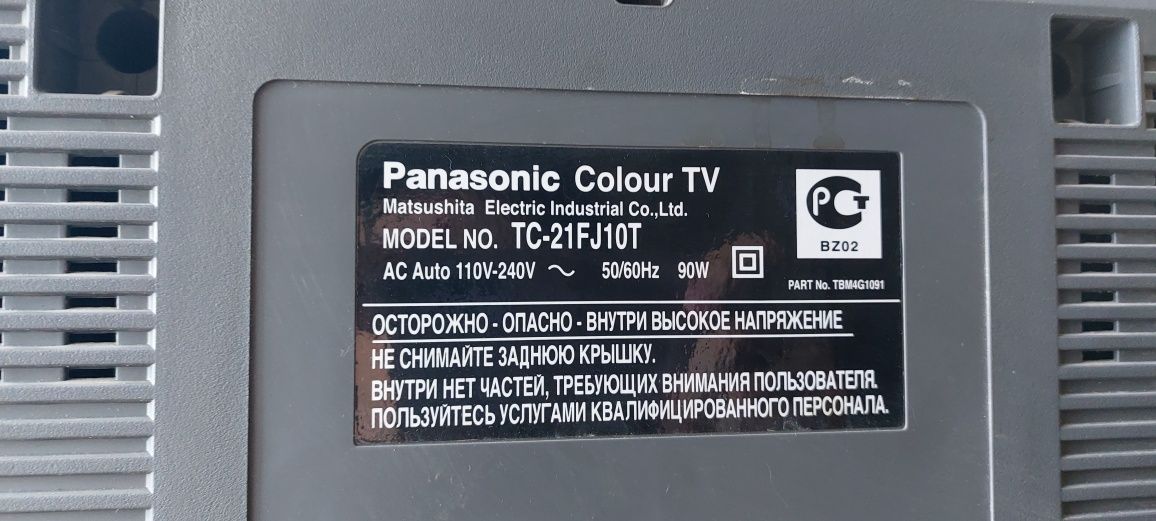 Panasonic Colour TV
Matsushita Electric Industrial Co.,Ltd.
MODEL NO. TC-21FJ10T
AC Auto 110V-240V ~ 50/60Hz 90W
РСТ
BZ02
PART No. TBM4G1091
ОСТОРОЖНО - ОПАСНО - ВНУТРИ ВЫСОКОЕ НАПРЯЖЕНИЕ
НЕ СНИМАЙТЕ ЗАДНЮЮ КРЫШКУ.
ВНУТРИ НЕТ ЧАСТЕЙ, ТРЕБУЮЩИХ ВНИМАНИЯ ПОЛЬЗОВАТЕЛЯ.
ПОЛЬЗУЙТЕСЬ УСЛУГАМИ КВАЛИФИЦИРОВАННОГО ПЕРСОНАЛА.